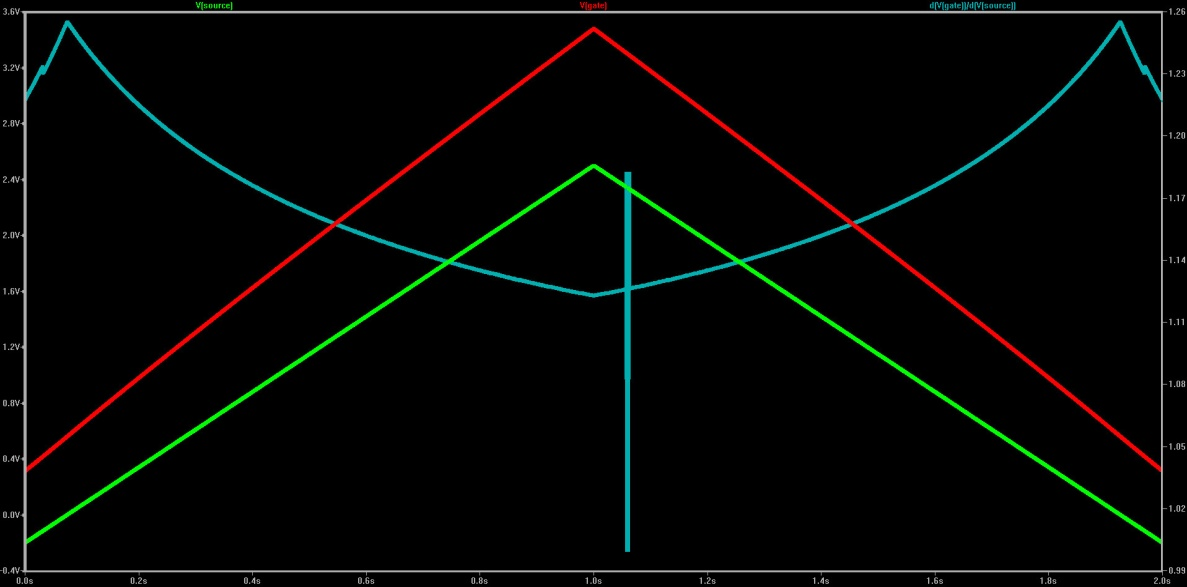 V[source] V[gate] d(V[gate])/d(V[source])
3.6V 1.26
3.2V 1.23
2.8V 1.20
2.4V 1.17
2.0V 1.14
1.6V 1.11
1.2V 1.08
0.8V 1.05
0.4V 1.02
0.0V
-0.4V 0.99
0.0s 0.2s 0.4s 0.6s 0.8s 1.0s 1.2s 1.4s 1.6s 1.8s 2.0s